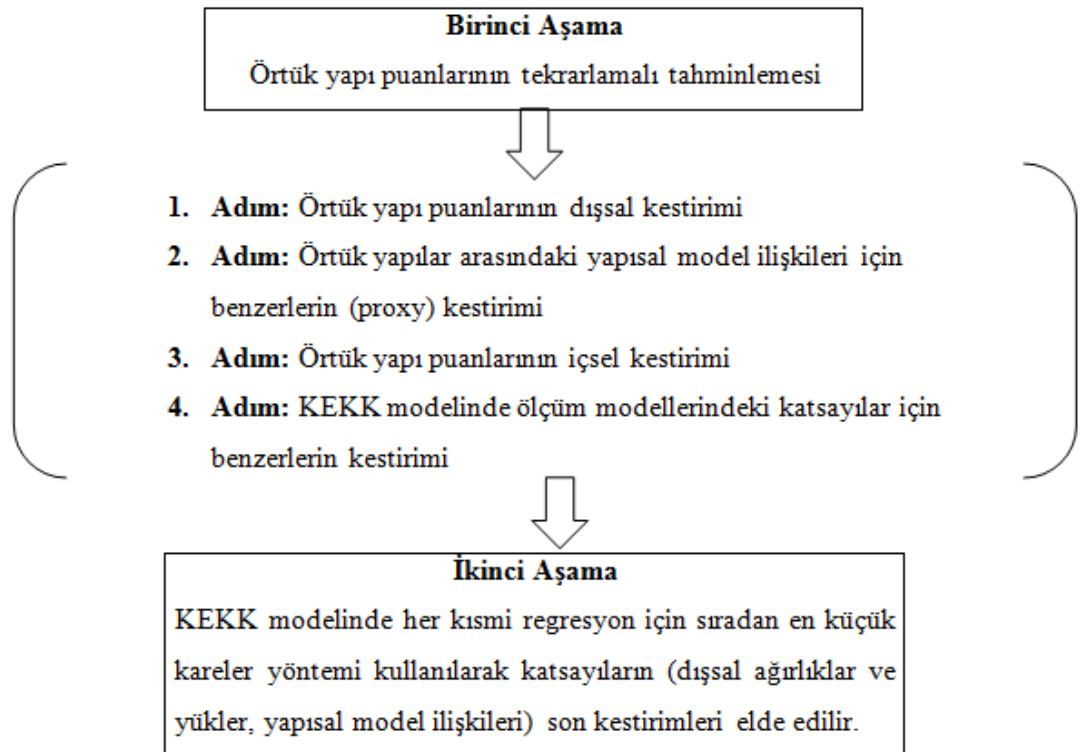 Birinci Aşama
Örtük yapı puanlarının tekrarlamalı tahminlemesi
1. Adım: Örtük yapı puanlarının dışsal kestirimi
2. Adım: Örtük yapılar arasındaki yapısal model ilişkileri için
benzerlerin (proxy) kestirimi
3. Adım: Örtük yapı puanlarının içsel kestirimi
4. Adım: KEKK modelinde ölçüm modellerindeki katsayılar için
benzerlerin kestirimi
İkinci Aşama
KEKK modelinde her kısmi regresyon için sıradan en küçük
kareler yöntemi kullanılarak katsayıların (dışsal ağırlıklar ve
yükler, yapısal model ilişkileri) son kestirimleri elde edilir.